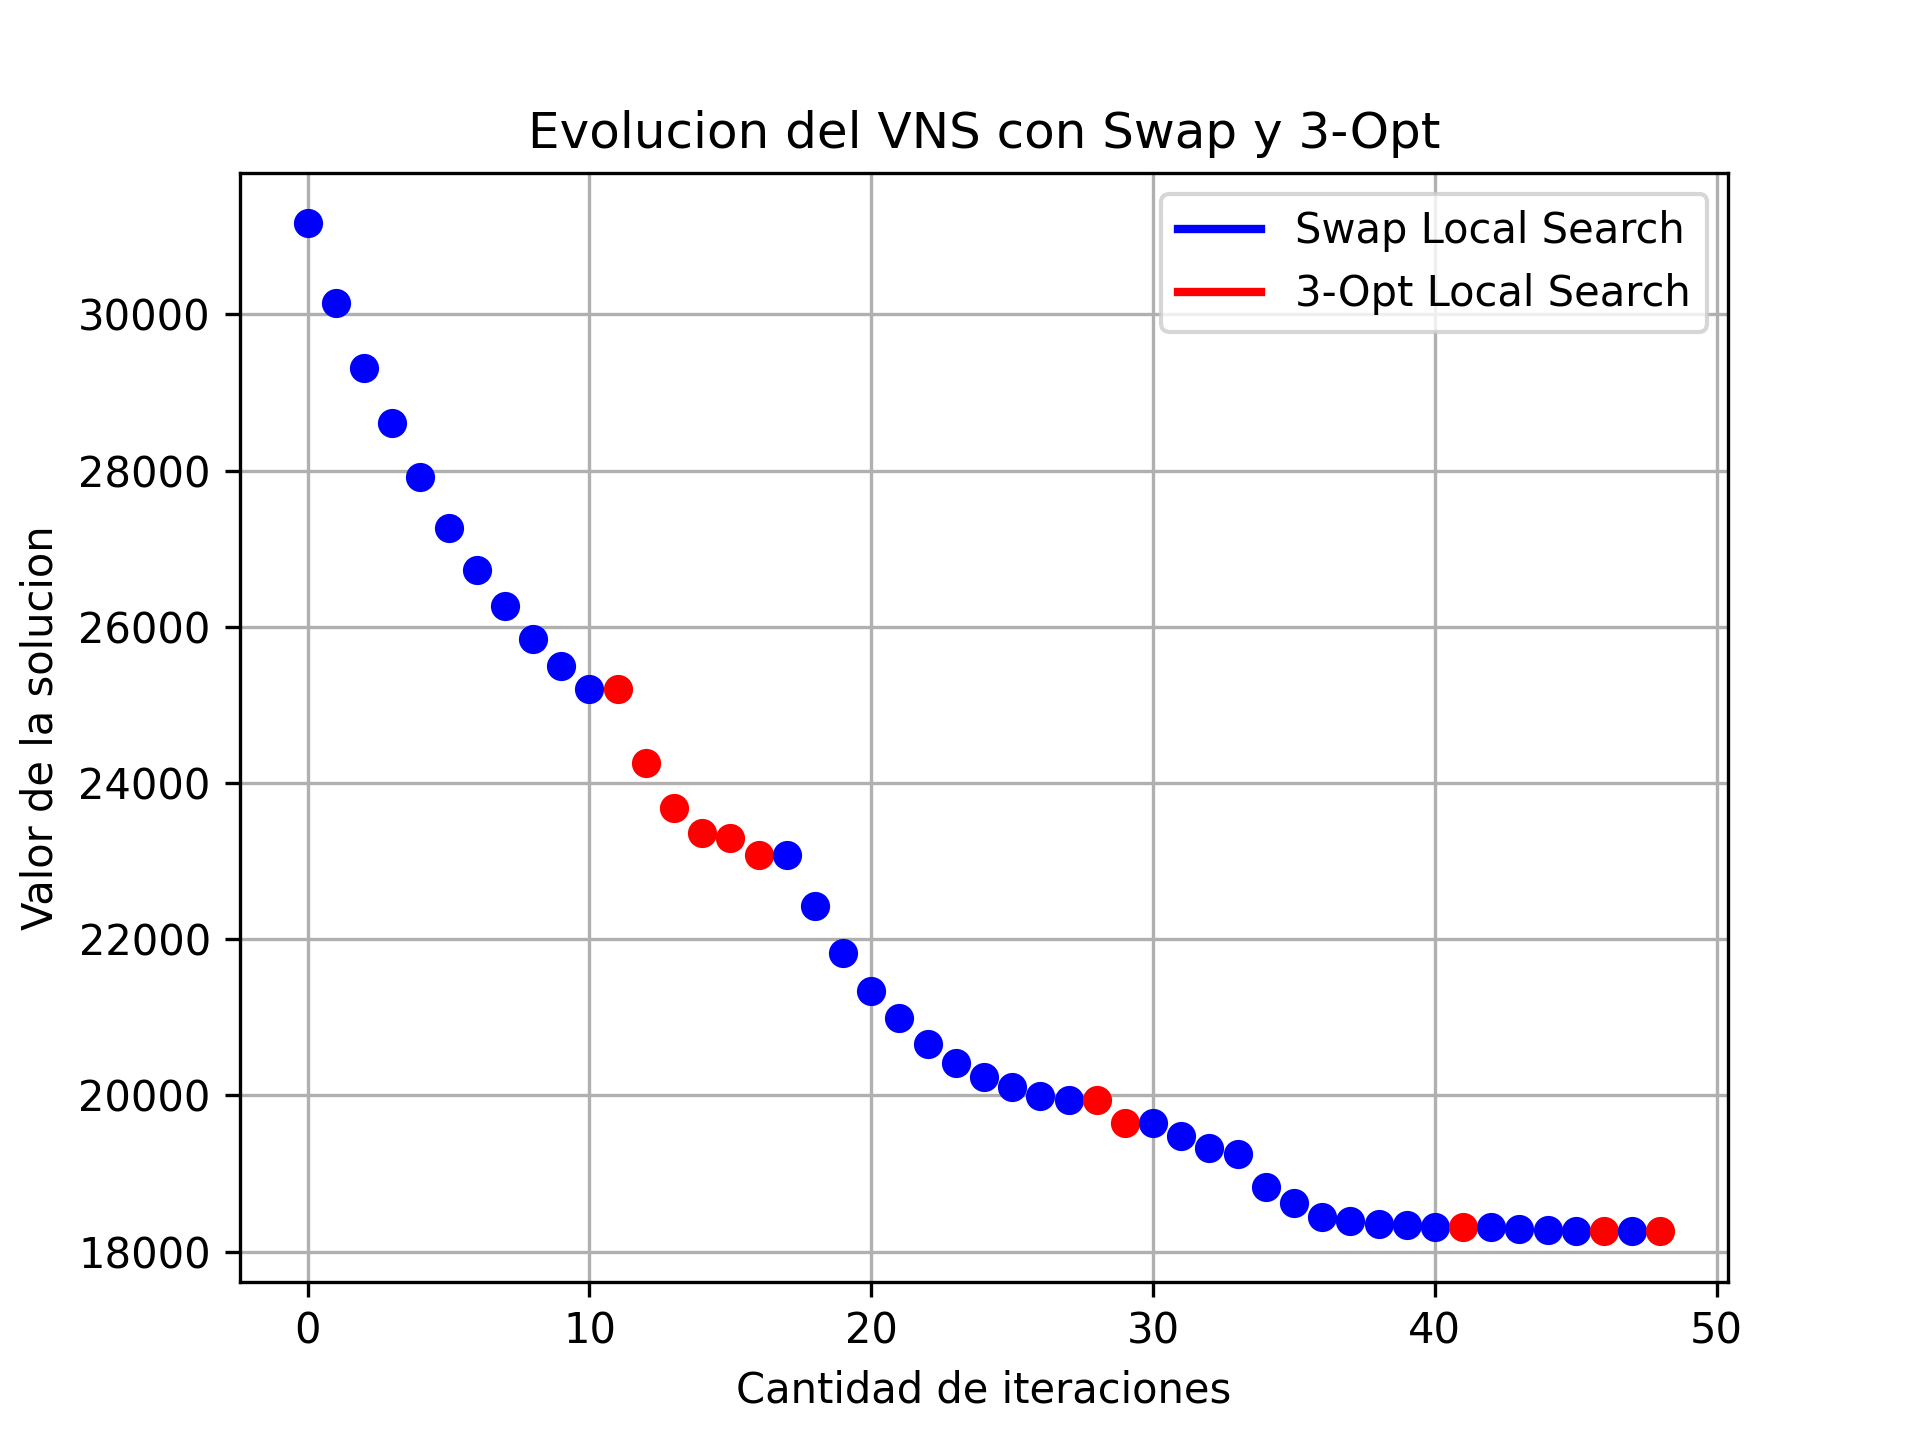 Evolucion del VNS con Swap y 3-Opt
Swap Local Search
3-Opt Local Search
Valor de la solucion
30000
28000
26000
24000
22000
20000
18000
0 10 20 30 40 50
Cantidad de iteraciones